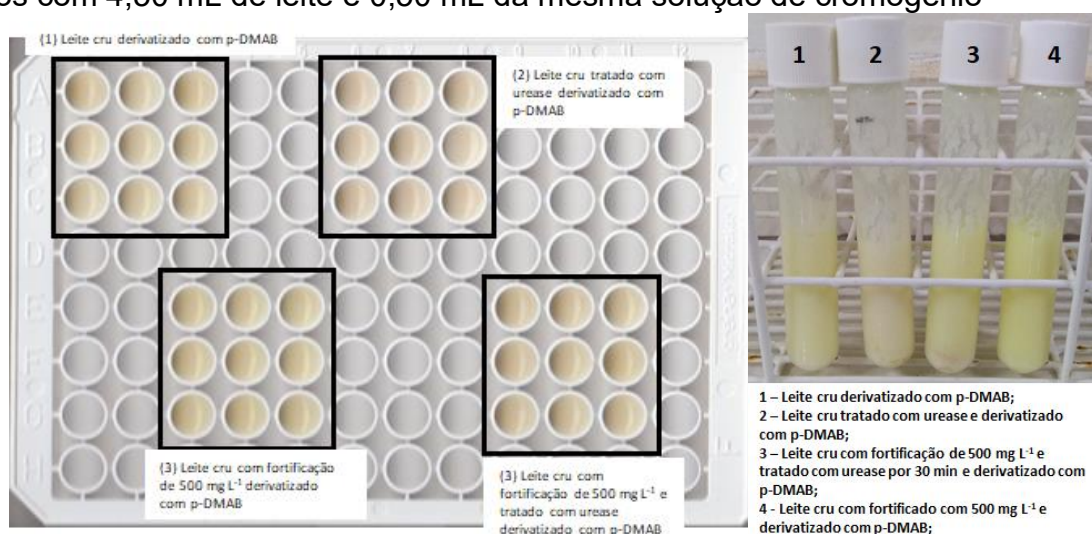 os com 4,50 mL de leite e 0,50 mL da mesma solução de cromogênio
(1) Leite cru derivatizado com p-DMAB
(2) Leite cru tratado com
urease derivatizado com
p-DMAB
A
B
C
D
E
F
G
H
(3) Leite cru com fortificação
de 500 mg L⁻¹ derivatizado
com p-DMAB
(3) Leite cru com
fortificação de 500 mg L⁻¹ e
tratado com urease
derivatizado com p-DMAB
1 2 3 4
1 – Leite cru derivatizado com p-DMAB;
2 – Leite cru tratado com urease e derivatizado
com p-DMAB;
3 – Leite cru com fortificação de 500 mg L⁻¹ e
tratado com urease por 30 min e derivatizado com
p-DMAB;
4 - Leite cru com fortificado com 500 mg L⁻¹ e
derivatizado com p-DMAB;